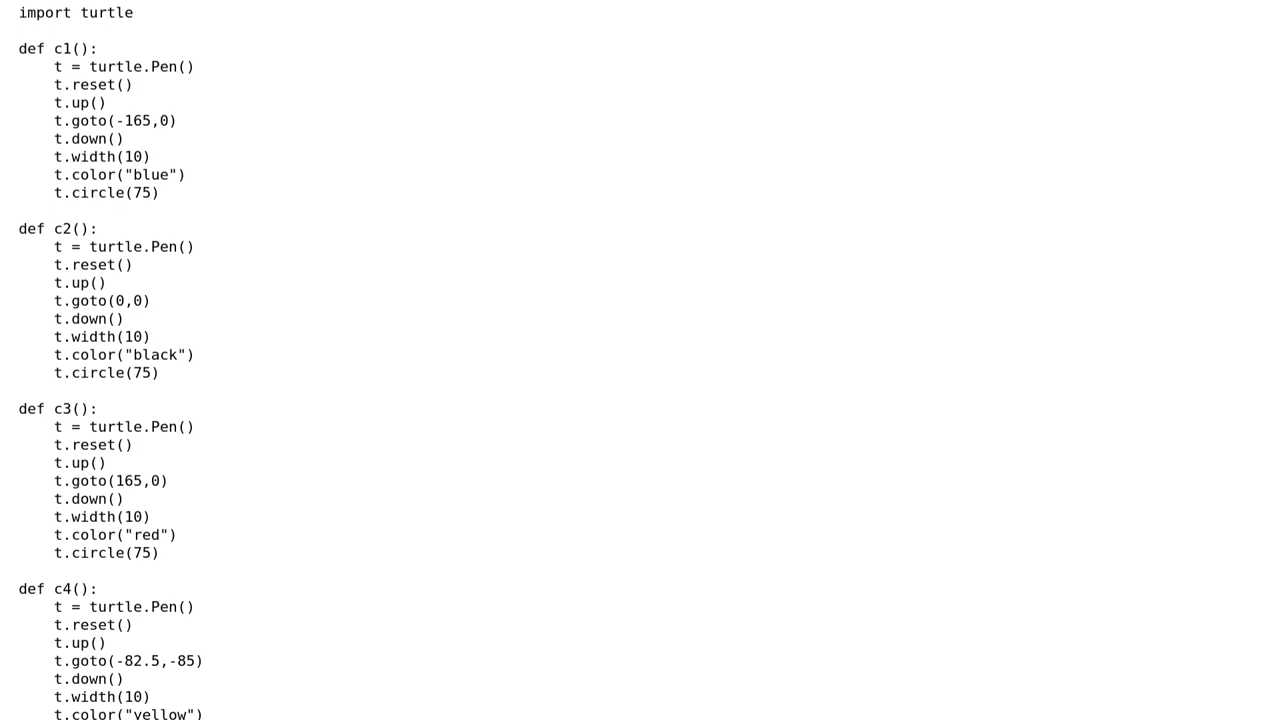 import turtle

def c1():
    t = turtle.Pen()
    t.reset()
    t.up()
    t.goto(-165,0)
    t.down()
    t.width(10)
    t.color("blue")
    t.circle(75)

def c2():
    t = turtle.Pen()
    t.reset()
    t.up()
    t.goto(0,0)
    t.down()
    t.width(10)
    t.color("black")
    t.circle(75)

def c3():
    t = turtle.Pen()
    t.reset()
    t.up()
    t.goto(165,0)
    t.down()
    t.width(10)
    t.color("red")
    t.circle(75)

def c4():
    t = turtle.Pen()
    t.reset()
    t.up()
    t.goto(-82.5,-85)
    t.down()
    t.width(10)
    t.color("yellow")